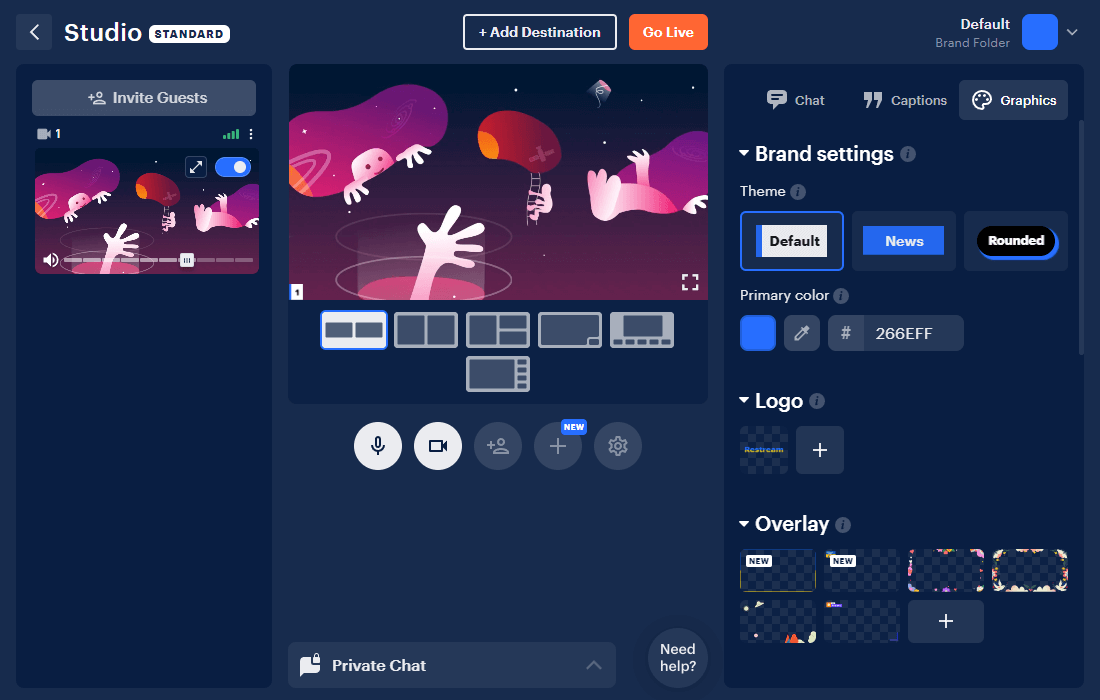 Studio STANDARD
+ Add Destination
Go Live
Default
Brand Folder
Invite Guests
1
1
NEW
Private Chat
Need
help?
Chat
Captions
Graphics
Brand settings
Theme
Default
News
Rounded
Primary color
# 266EFF
Logo
Restream
Overlay
NEW
NEW